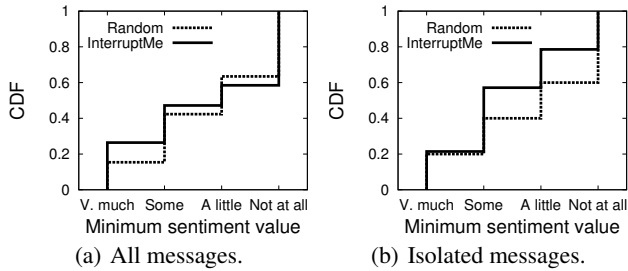 1
0.8
0.6
0.4
0.2
0
CDF
Random
InterruptMe
V. much Some A little Not at all
Minimum sentiment value
(a) All messages.
1
0.8
0.6
0.4
0.2
0
CDF
Random
InterruptMe
V. much Some A little Not at all
Minimum sentiment value
(b) Isolated messages.